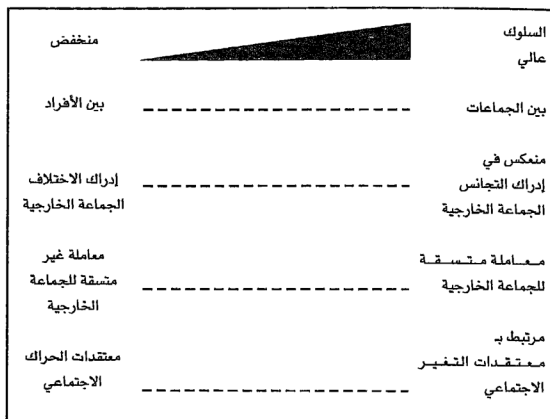 السلوك
عالي
منخفض
بين الجماعات
بين الأفراد
منعكس في
إدراك التجانس
الجماعة الخارجية
إدراك الاختلاف
الجماعة الخارجية
معاملة متسقة
للجماعة الخارجية
معاملة غير
متسقة للجماعة
الخارجية
مرتبط بـ
معتقدات التغير
الاجتماعي
معتقدات الحراك
الاجتماعي